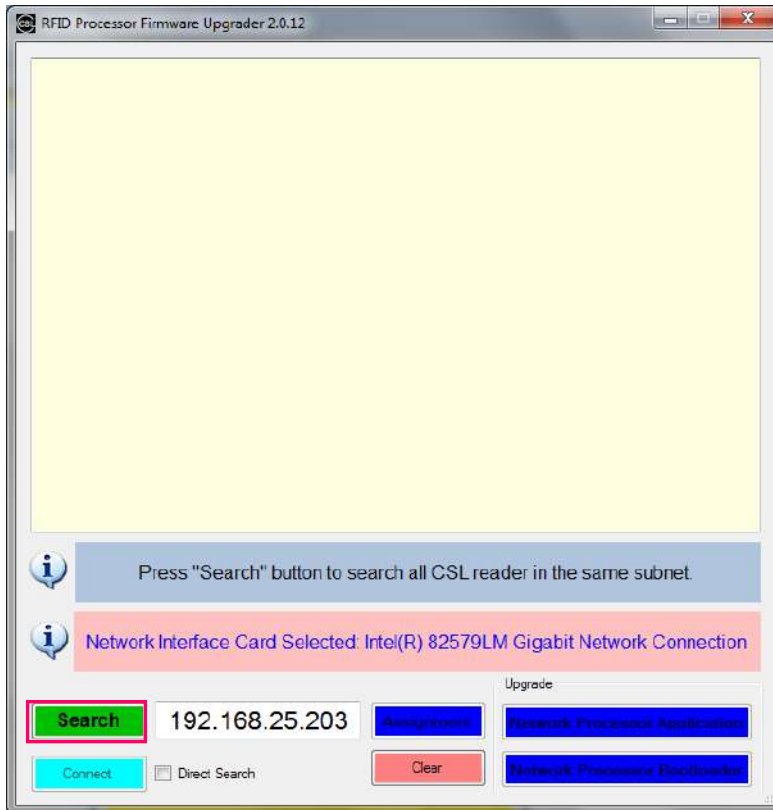 CSL RFID Processor Firmware Upgrader 2.0.12
Press "Search" button to search all CSL reader in the same subnet.
Network Interface Card Selected: Intel(R) 82579LM Gigabit Network Connection
Upgrade
Search 192.168.25.203 Assignment Network Processor Application
Connect Direct Search Clear Network Processor Bootloader